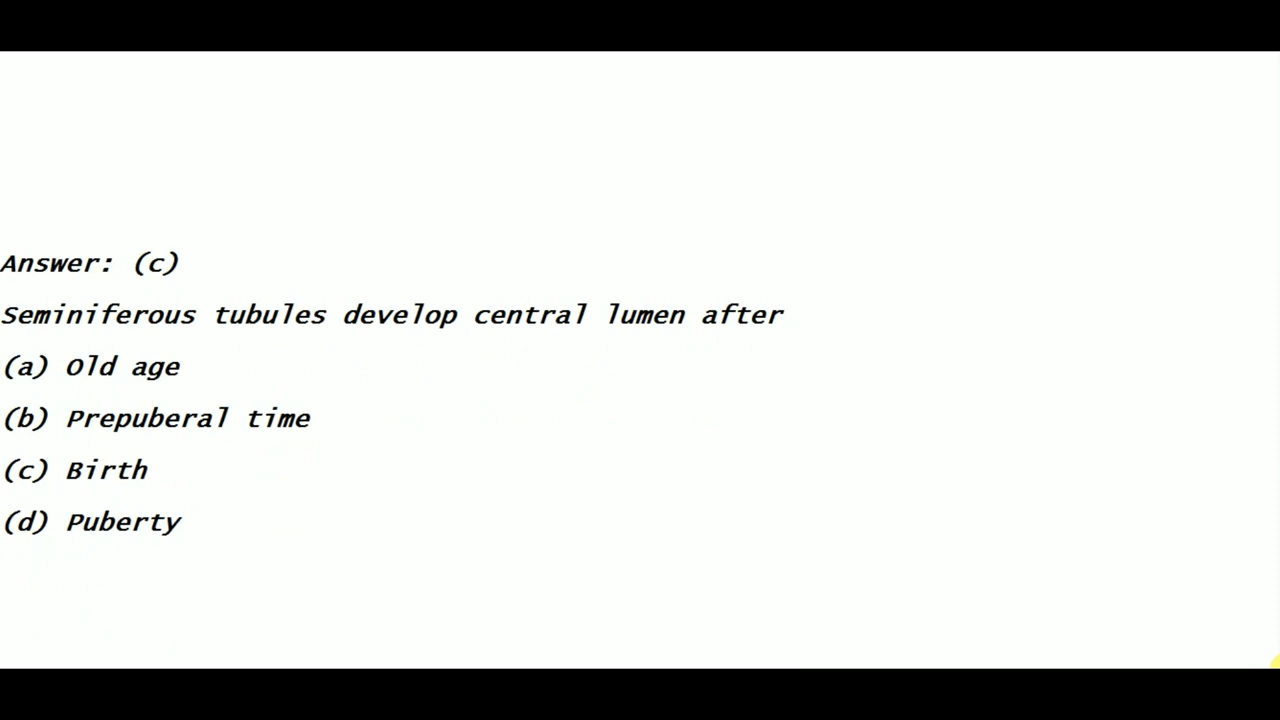 Answer: (c)
Seminiferous tubules develop central lumen after
(a) Old age
(b) Prepuberal time
(c) Birth
(d) Puberty